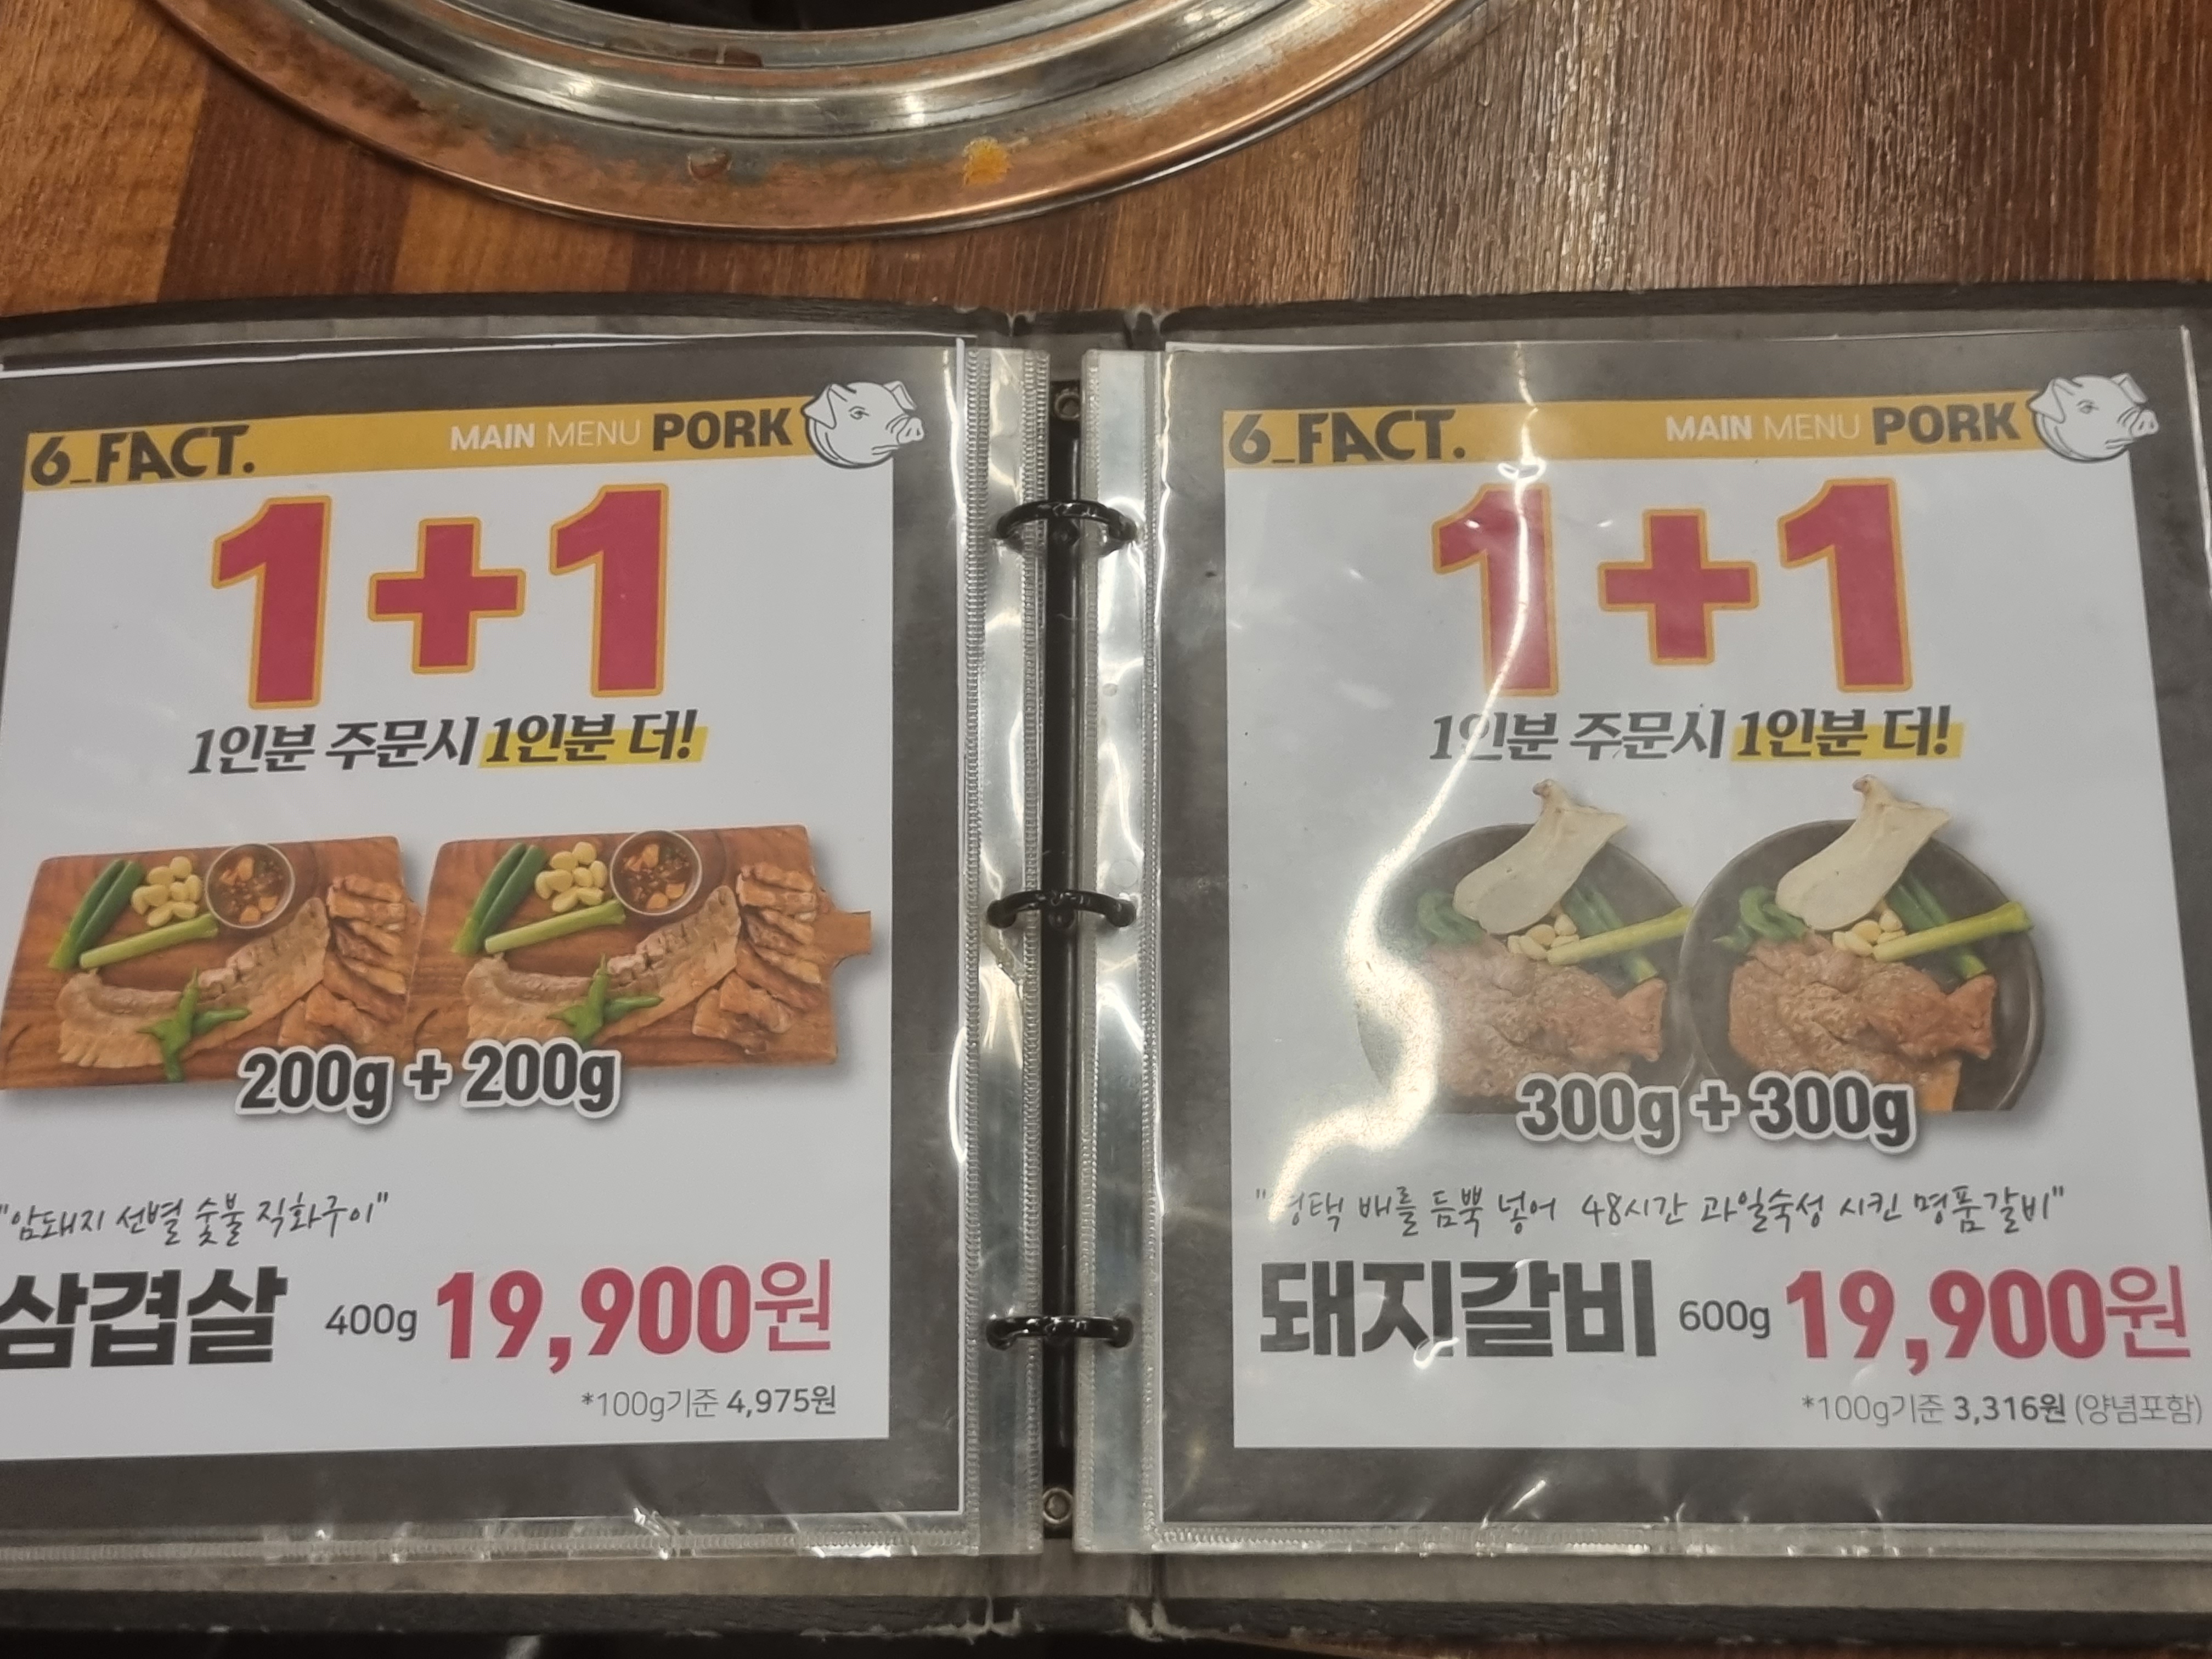 6_FACT. MAIN MENU PORK
1+1
1인분 주문시 1인분 더!
200g + 200g
"암돼지 선별 숯불 직화구이"
삼겹살 400g 19,900원
*100g기준 4,975원
6_FACT. MAIN MENU PORK
1+1
1인분 주문시 1인분 더!
300g + 300g
배를 듬뿍 넣어 48시간 과일숙성 시킨 명품갈비"
돼지갈비 600g 19,900원
*100g기준 3,316원 (양념포함)